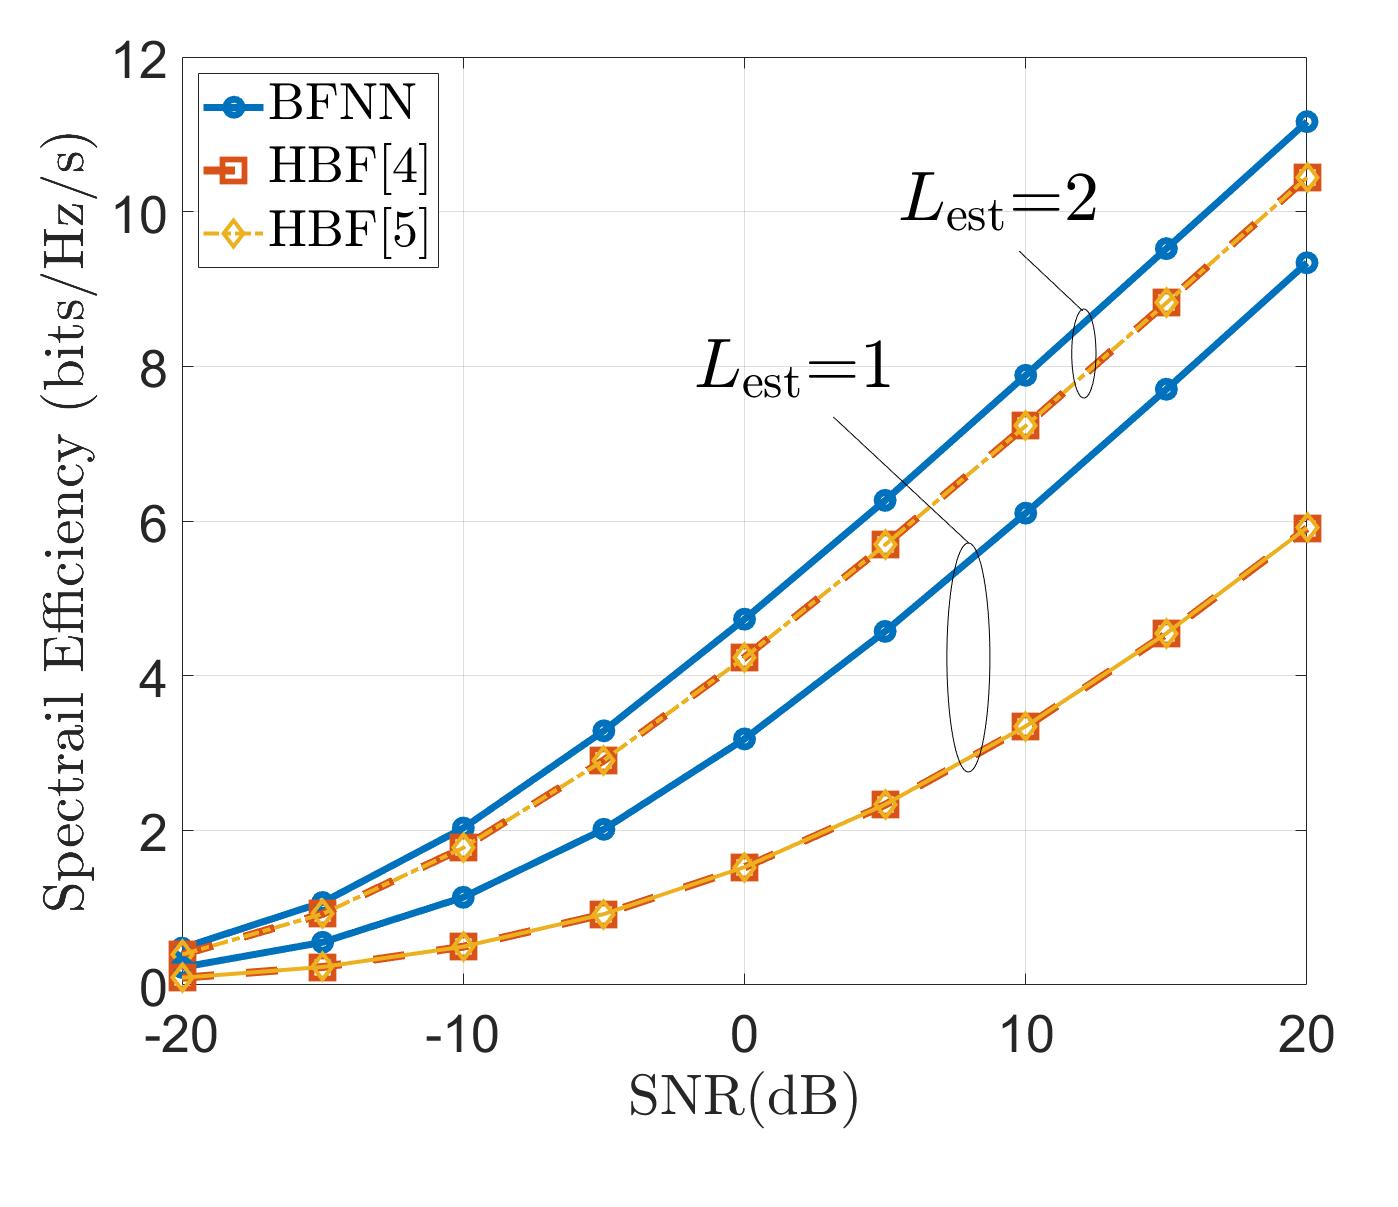 12
10
8
6
4
2
0
-20
-10
0
10
20
BFNN
HBF[4]
HBF[5]
L_est=2
L_est=1
Spectrail Efficiency (bits/Hz/s)
SNR(dB)